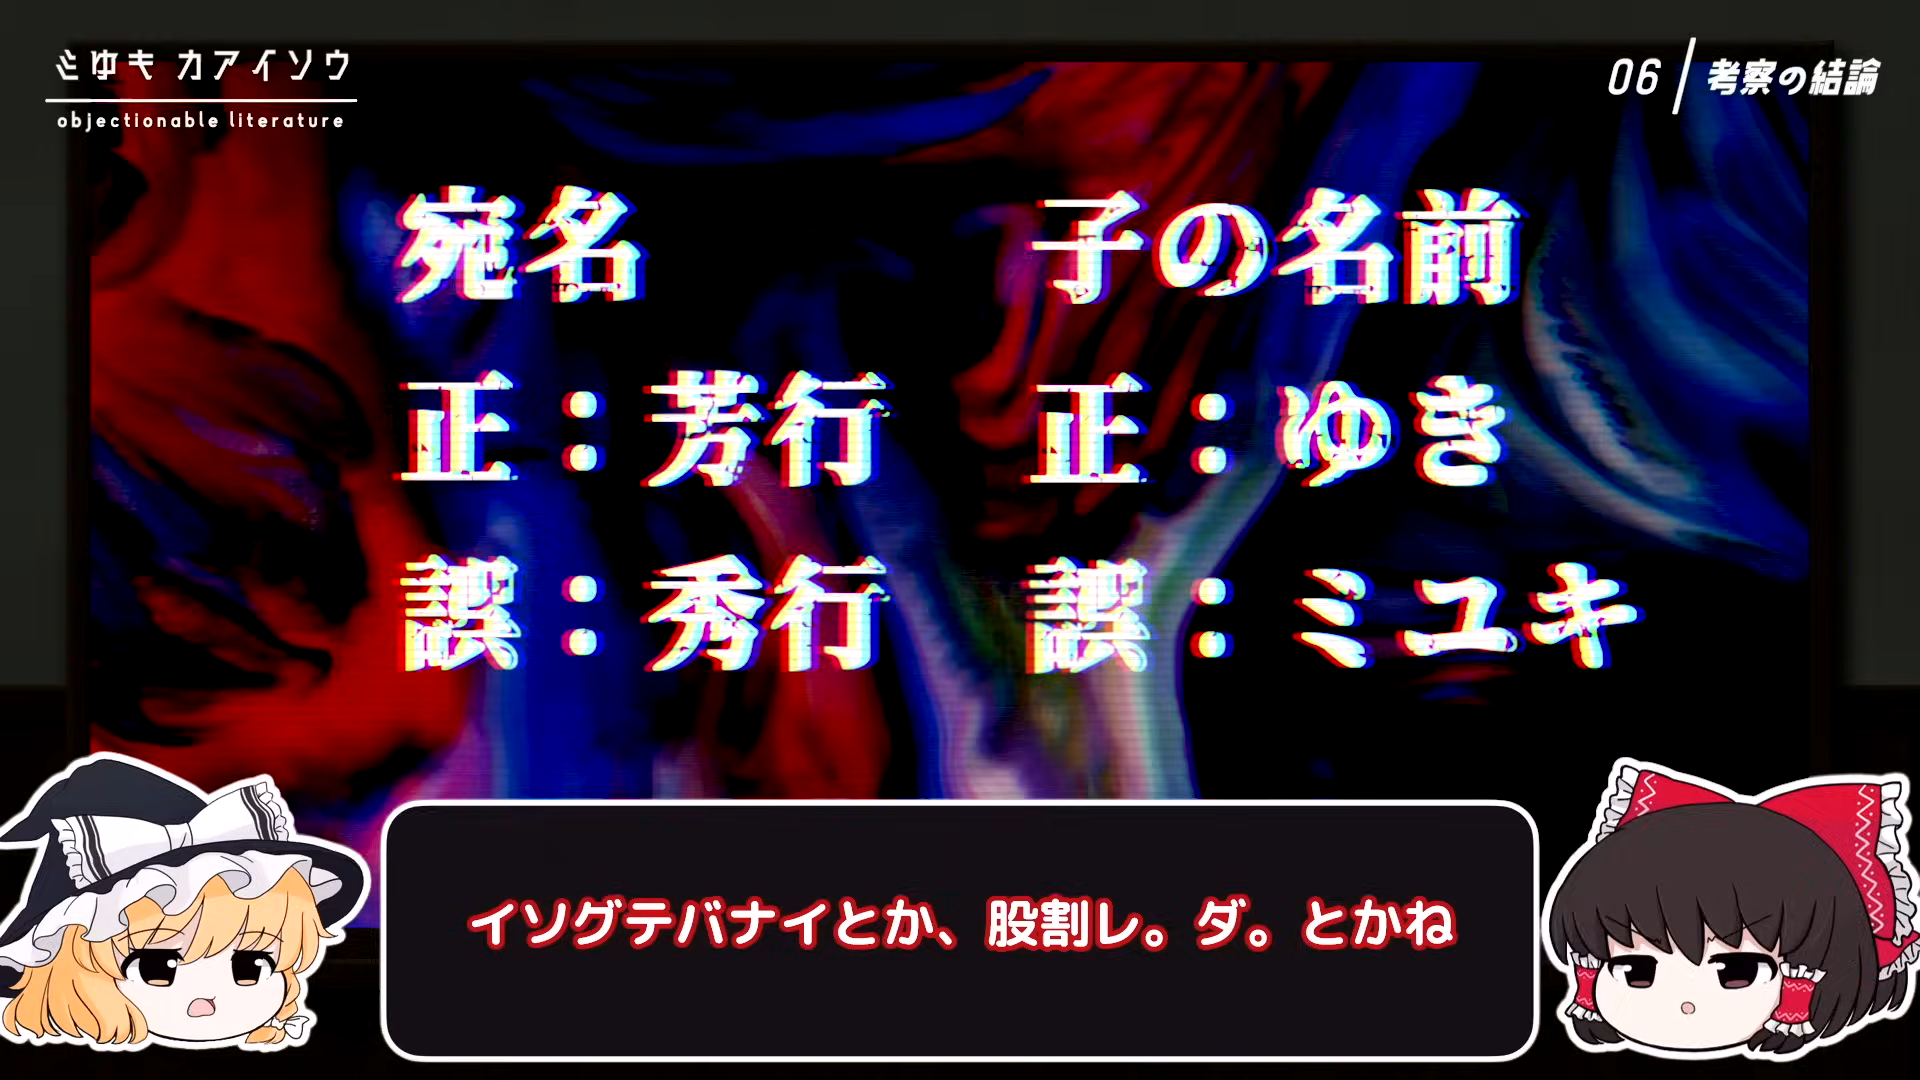 ミゆキ カアイソウ
objectionable literature
06 考察の結論
宛名 子の名前
正：芳行 正：ゆき
誤：秀行 誤：ミユキ
イソグテバナイとか、股割レ。ダ。とかね